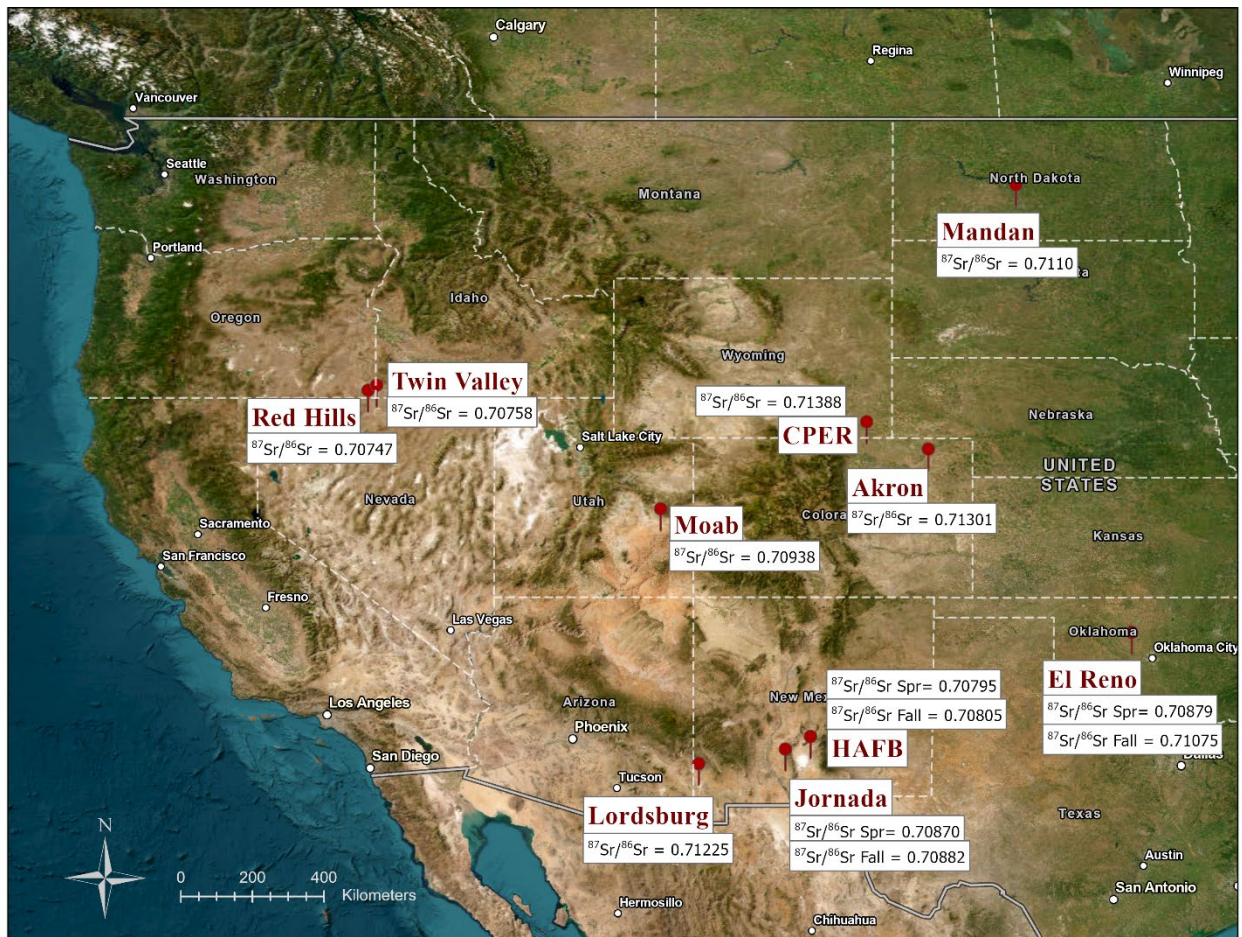 Calgary
Regina
Winnipeg
Vancouver
Seattle
Washington
Montana
North Dakota
Mandan
⁸⁷Sr/⁸⁶Sr = 0.7110
ta
Portland
Idaho
Oregon
Wyoming
Twin Valley
⁸⁷Sr/⁸⁶Sr = 0.70758
Red Hills
⁸⁷Sr/⁸⁶Sr = 0.70747
⁸⁷Sr/⁸⁶Sr = 0.71388
CPER
Nebraska
Salt Lake City
UNITED
STATES
Akron
⁸⁷Sr/⁸⁶Sr = 0.71301
Nevada
Utah
Colora
Moab
⁸⁷Sr/⁸⁶Sr = 0.70938
Kansas
Sacramento
San Francisco
Fresno
Las Vegas
Oklahoma
Oklahoma City
El Reno
⁸⁷Sr/⁸⁶Sr Spr= 0.70879
⁸⁷Sr/⁸⁶Sr Fall = 0.71075
Dallas
Los Angeles
Arizona
Phoenix
New Mex
⁸⁷Sr/⁸⁶Sr Spr= 0.70795
⁸⁷Sr/⁸⁶Sr Fall = 0.70805
HAFB
San Diego
Tucson
Lordsburg
⁸⁷Sr/⁸⁶Sr = 0.71225
Jornada
⁸⁷Sr/⁸⁶Sr Spr= 0.70870
⁸⁷Sr/⁸⁶Sr Fall = 0.70882
Texas
Austin
San Antonio
Hermosillo
Chihuahua
N
0 200 400
Kilometers